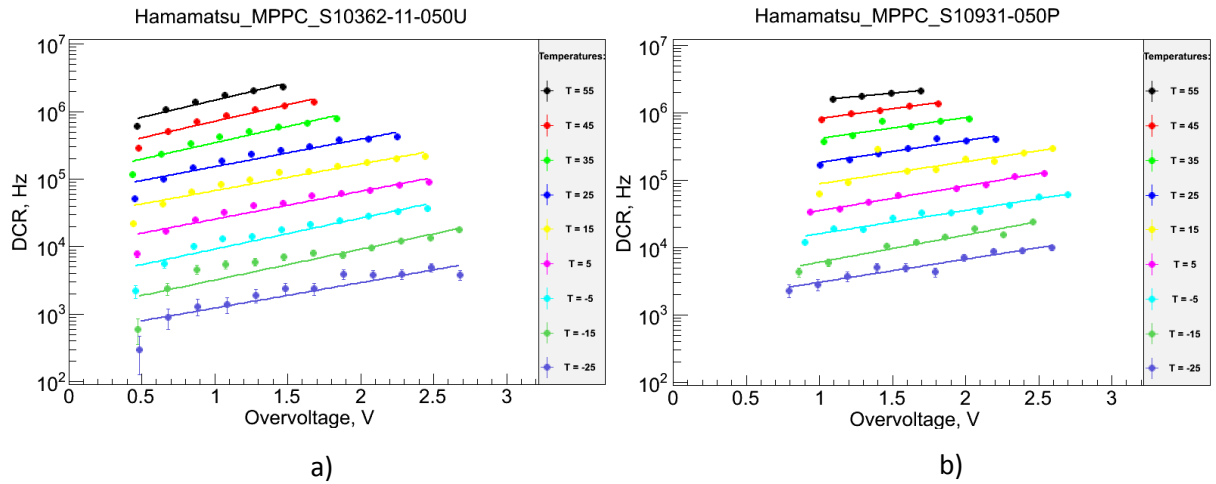 Hamamatsu_MPPC_S10362-11-050U
DCR, Hz
10^7
10^6
10^5
10^4
10^3
10^2
0 0.5 1 1.5 2 2.5 3
Overvoltage, V
Temperatures:
T = 55
T = 45
T = 35
T = 25
T = 15
T = 5
T = -5
T = -15
T = -25
a)
Hamamatsu_MPPC_S10931-050P
DCR, Hz
10^7
10^6
10^5
10^4
10^3
10^2
0 0.5 1 1.5 2 2.5 3
Overvoltage, V
Temperatures:
T = 55
T = 45
T = 35
T = 25
T = 15
T = 5
T = -5
T = -15
T = -25
b)